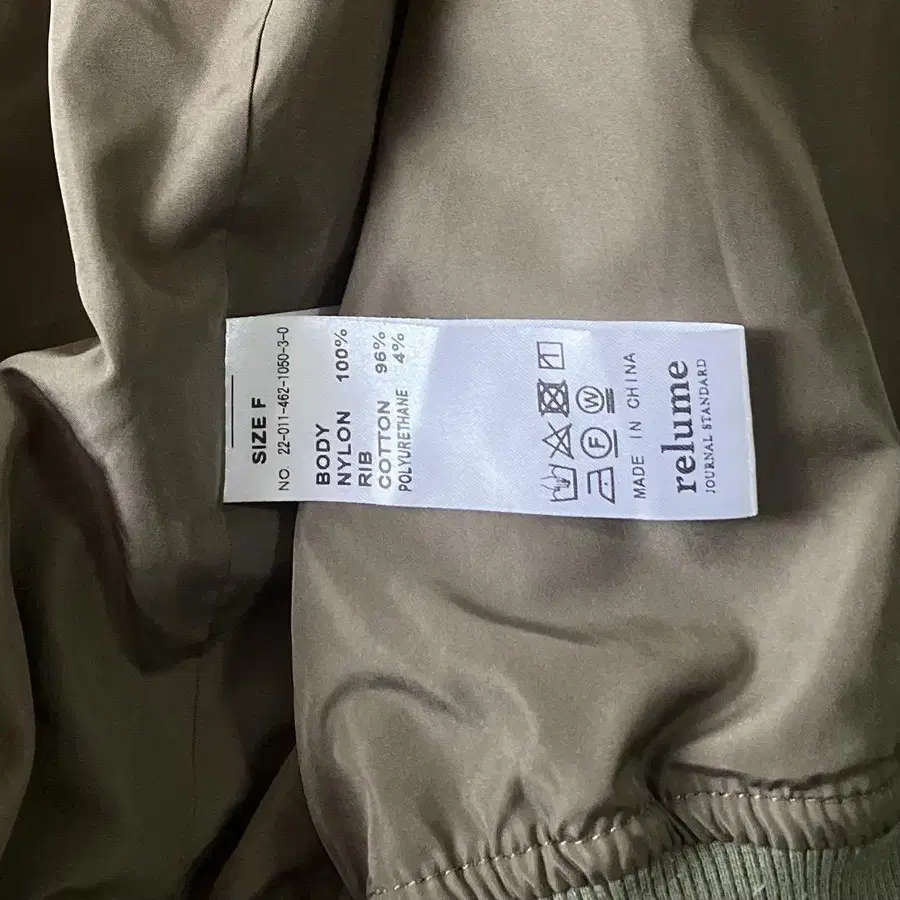 SIZE F
NO. 22-011-462-1050-3-0
BODY
NYLON 100%
RIB
COTTON 96%
POLYURETHANE 4%
F W
MADE IN CHINA
relume
JOURNAL STANDARD